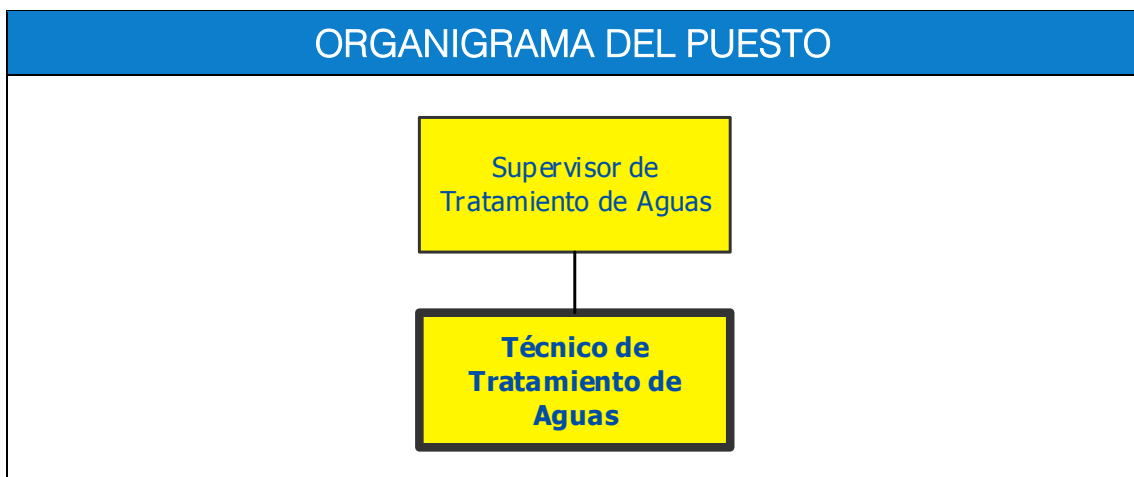 ORGANIGRAMA DEL PUESTO
Supervisor de
Tratamiento de Aguas
Técnico de
Tratamiento de
Aguas